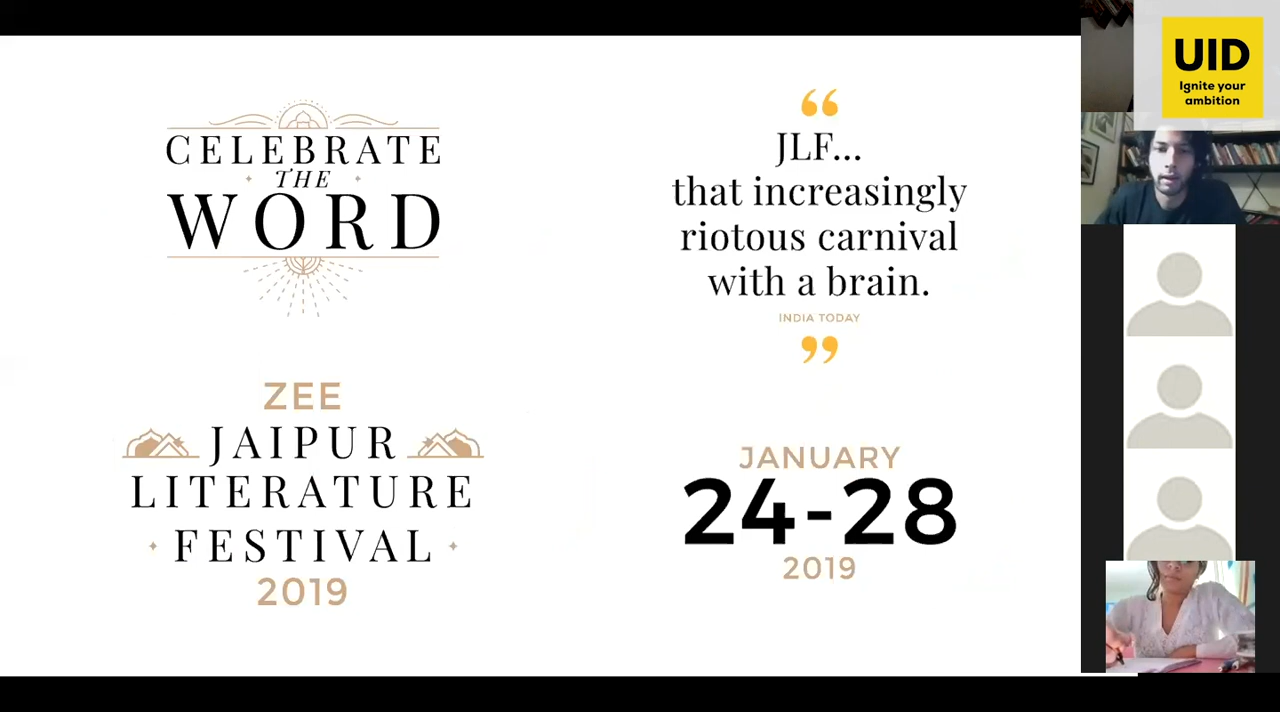 CELEBRATE
THE
WORD
ZEE
JAIPUR
LITERATURE
FESTIVAL
2019
“
JLF...
that increasingly
riotous carnival
with a brain.
INDIA TODAY
”
JANUARY
24-28
2019
UID
Ignite your
ambition